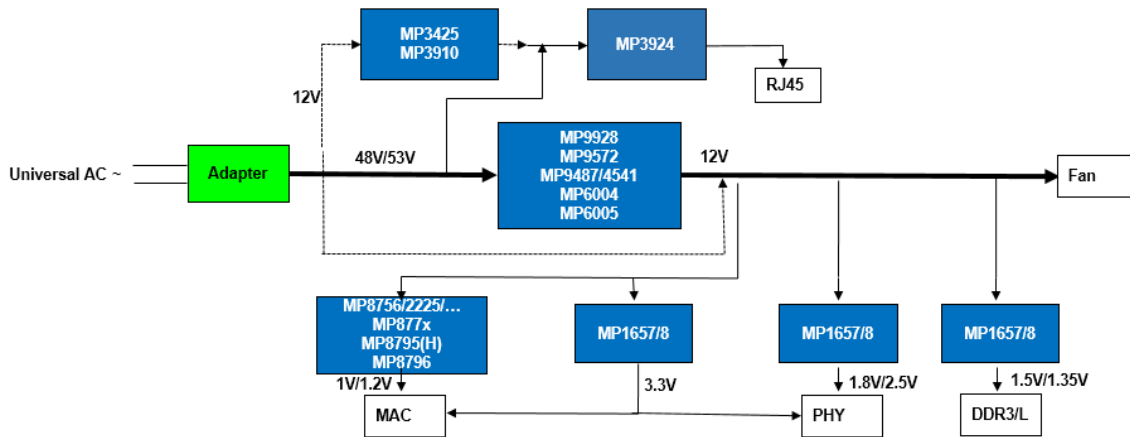 MP3425
MP3910
MP3924
RJ45
12V
48V/53V
Universal AC ~
Adapter
MP9928
MP9572
MP9487/4541
MP6004
MP6005
12V
Fan
MP8756/2225/…
MP877x
MP8795(H)
MP8796
MP1657/8
MP1657/8
MP1657/8
1V/1.2V
3.3V
1.8V/2.5V
1.5V/1.35V
MAC
PHY
DDR3/L